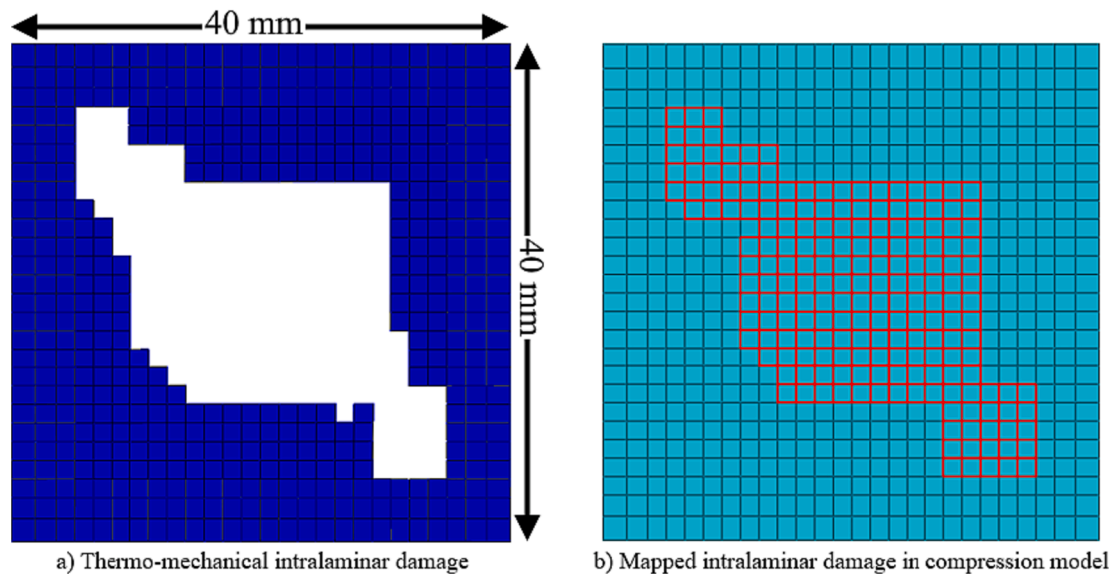 40 mm
40 mm
a) Thermo-mechanical intralaminar damage
b) Mapped intralaminar damage in compression model